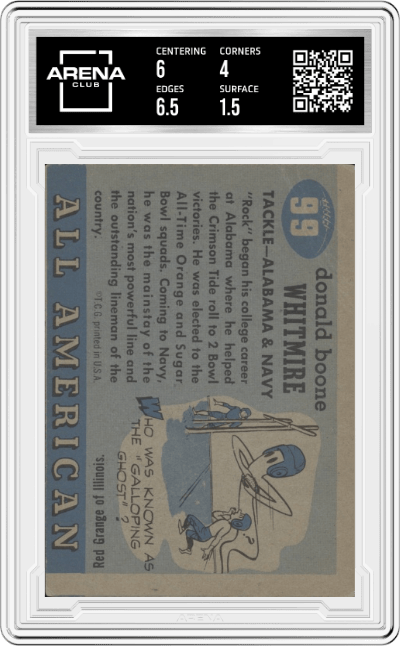 ARENA
CLUB
CENTERING
6
CORNERS
4
EDGES
6.5
SURFACE
1.5
99
donald boone
WHITMIRE
TACKLE—ALABAMA & NAVY
"Rock" began his college career
at Alabama where he helped
the Crimson Tide roll to 2 Bowl
victories. He was elected to the
All-Time Orange and Sugar
Bowl squads. Coming to Navy,
he was the mainstay of the
nation's most powerful line and
the outstanding lineman of the
country.
©T.C.G. printed in U.S.A.
WHO WAS KNOWN AS
THE "GALLOPING
GHOST"?
Red Grange of Illinois.
ALL AMERICAN
ARENA